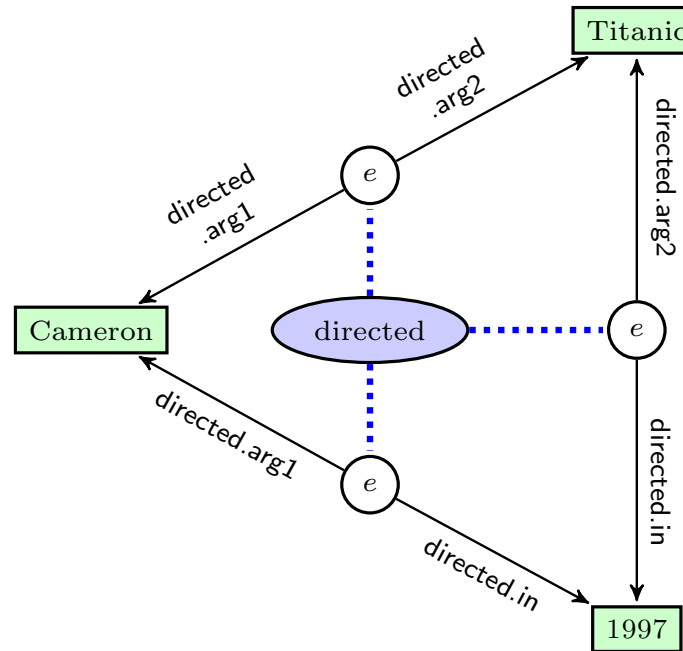 Titanic
directed
.arg2
directed
.arg1
e
directed.arg2
Cameron
directed
e
directed.arg1
directed.in
e
directed.in
1997